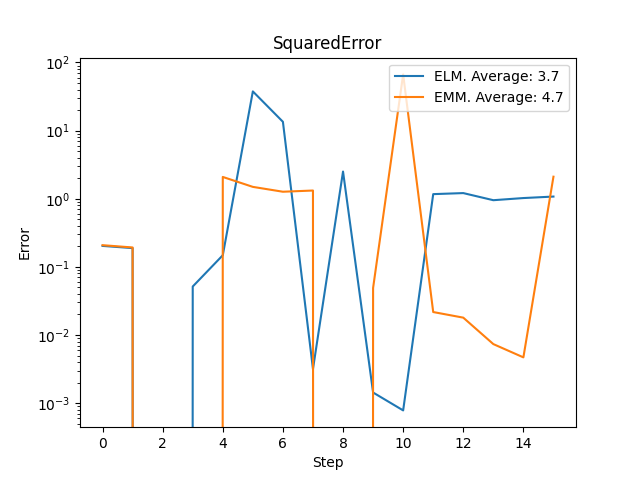 SquaredError
ELM. Average: 3.7
EMM. Average: 4.7
Error
10²
10¹
10⁰
10⁻¹
10⁻²
10⁻³
0 2 4 6 8 10 12 14
Step